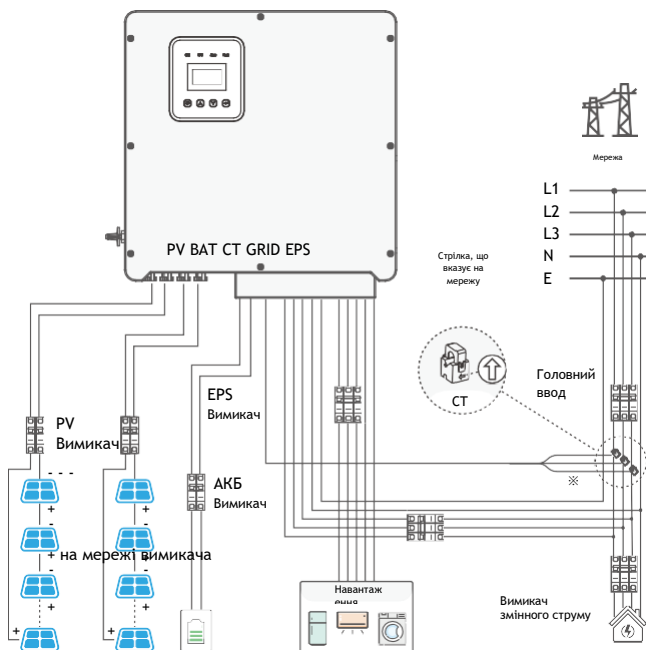 Мережа
L1
L2
L3
N
E
PV BAT CT GRID EPS
Стрілка, що
вказує на
мережу
CT
Головний
ввод
EPS
Вимикач
PV
Вимикач
АКБ
Вимикач
※
- - -
+
-
+
-
+
-
+
-
+
-
+
+
+
на мережі вимикача
Навантаж
ення
Вимикач
змінного струму